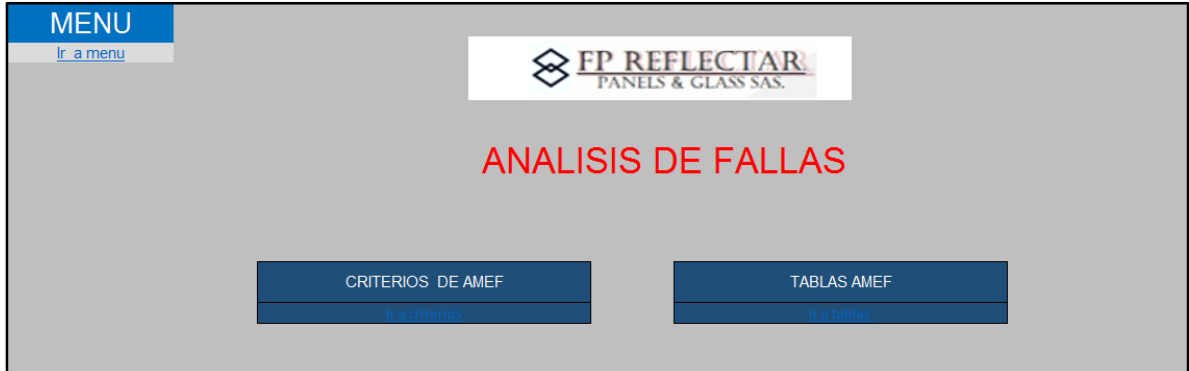 MENU
Ir a menu
FP REFLECTAR
PANELS & GLASS SAS.
ANALISIS DE FALLAS
CRITERIOS DE AMEF
Ir a criterios
TABLAS AMEF
Ir a tablas